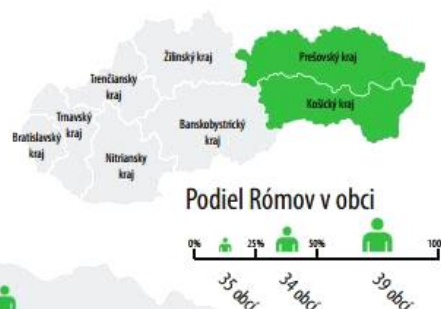 Žilinský kraj
Prešovský kraj
Trenčiansky
kraj
Košický kraj
Trnavský
kraj
Banskobystrický
kraj
Bratislavský
kraj
Nitriansky
kraj
Podiel Rómov v obci
0% 25% 50% 100
35 obcí 34 obcí 39 obcí